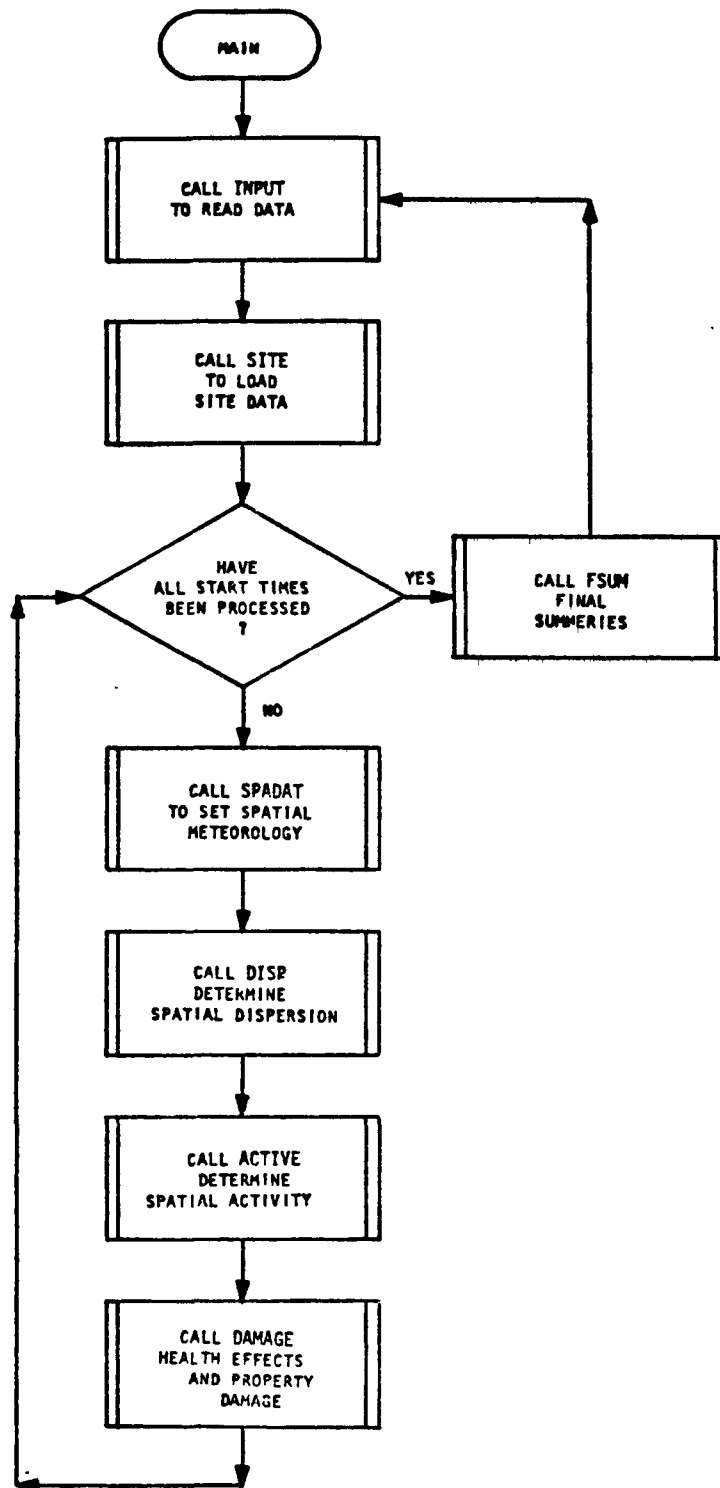 MAIN
CALL INPUT
TO READ DATA
CALL SITE
TO LOAD
SITE DATA
HAVE
ALL START TIMES
BEEN PROCESSED
?
YES
CALL FSUM
FINAL
SUMMERIES
NO
CALL SPADAT
TO SET SPATIAL
METEOROLOGY
CALL DISP
DETERMINE
SPATIAL DISPERSION
CALL ACTIVE
DETERMINE
SPATIAL ACTIVITY
CALL DAMAGE
HEALTH EFFECTS
AND PROPERTY
DAMAGE